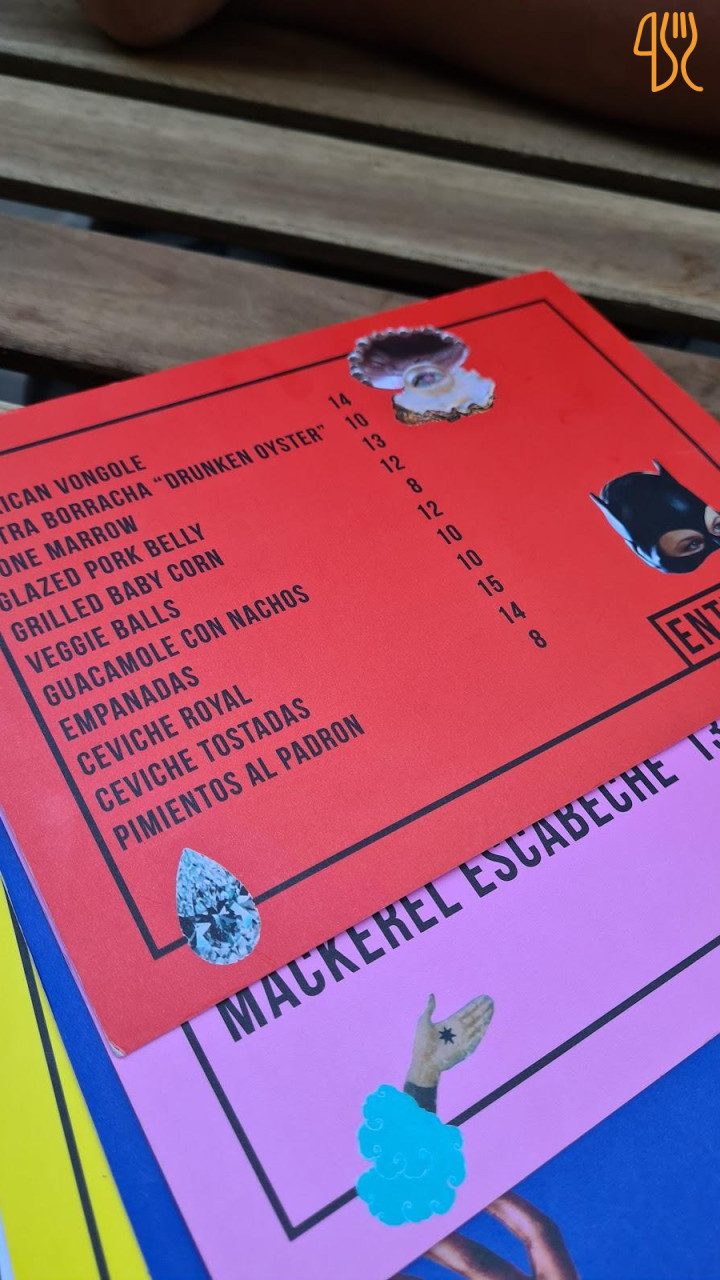 ICAN VONGOLE 14
TRA BORRACHA “DRUNKEN OYSTER” 10
ONE MARROW 13
GLAZED PORK BELLY 12
GRILLED BABY CORN 8
VEGGIE BALLS 12
GUACAMOLE CON NACHOS 10
EMPANADAS 10
CEVICHE ROYAL 15
CEVICHE TOSTADAS 14
PIMIENTOS AL PADRON 8
ENT
MACKEREL ESCABECHE 13